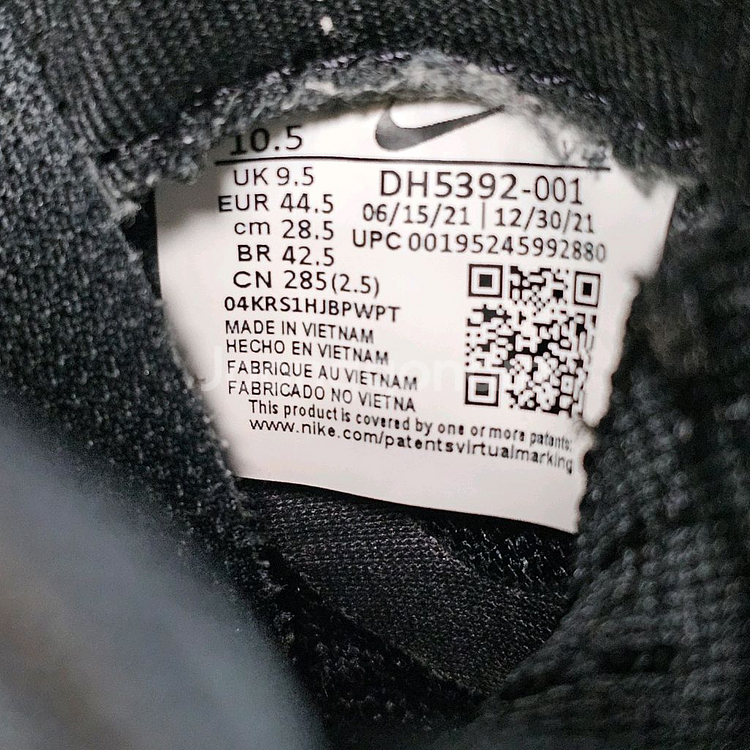 10.5
UK 9.5
EUR 44.5
cm 28.5
BR 42.5
CN 285(2.5)
04KRS1HJBPWPT
DH5392-001
06/15/21 | 12/30/21
UPC 00195245992880
MADE IN VIETNAM
HECHO EN VIETNAM
FABRIQUE AU VIETNAM
FABRICADO NO VIETNA
This product is covered by one or more patents:
www.nike.com/patentsvirtualmarking